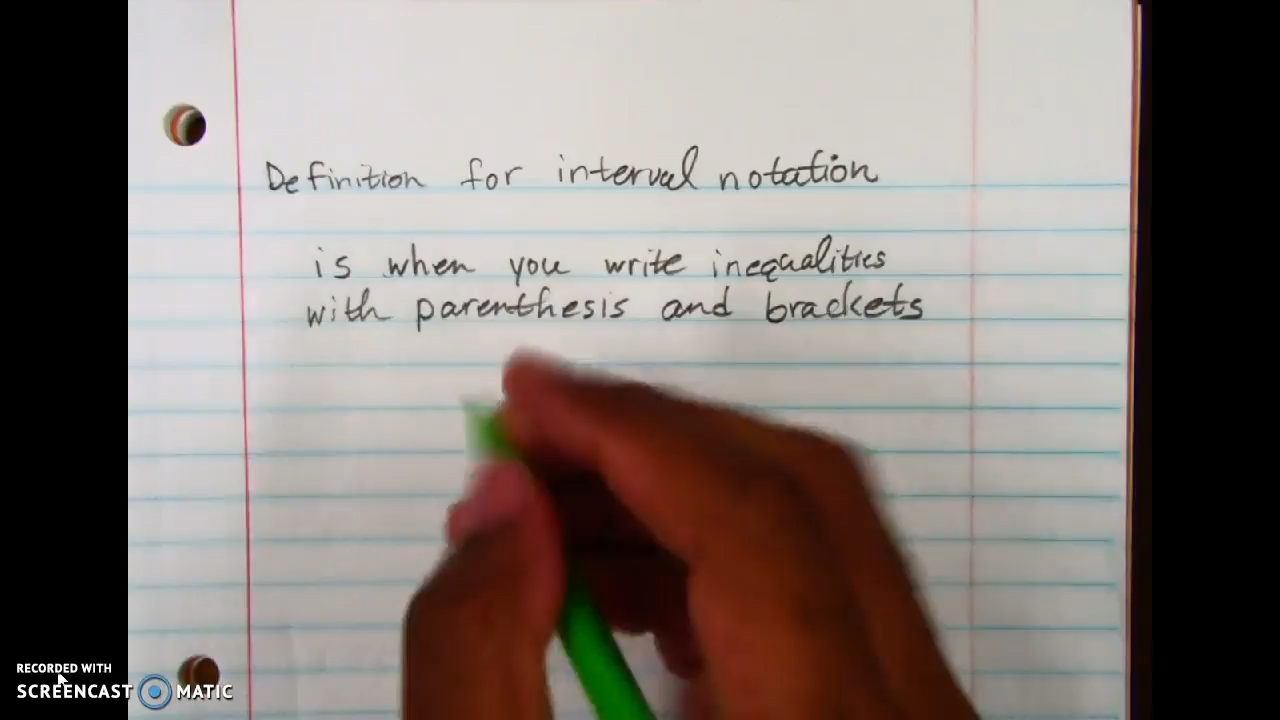 Definition for interval notation
is when you write inequalities
with parenthesis and brackets
RECORDED WITH
SCREENCAST MATIC